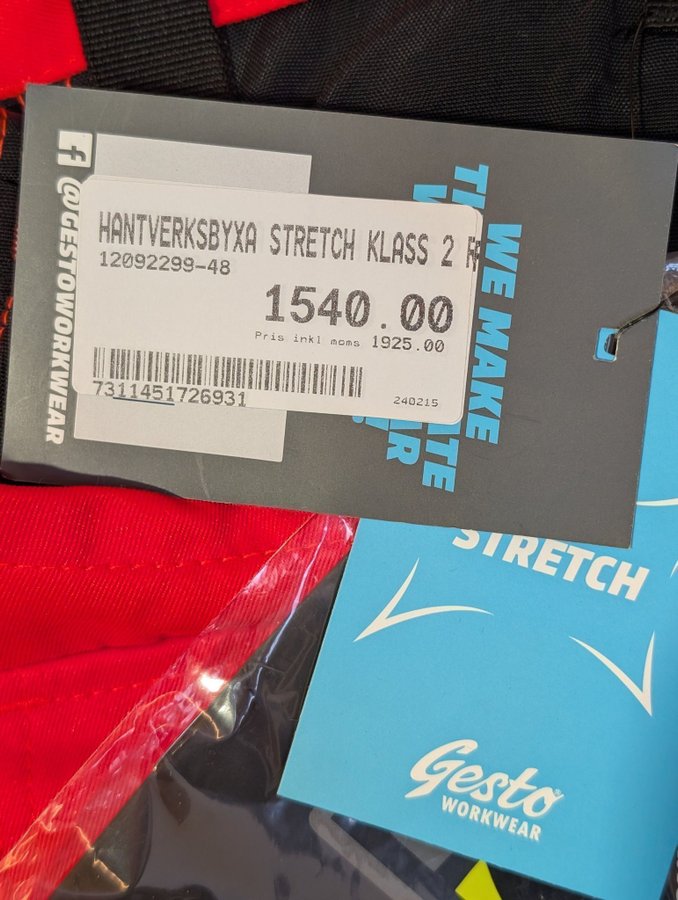 @GESTOWORKWEAR
HANTVERKSBYXA STRETCH KLASS 2
12092299-48
1540.00
Pris inkl moms 1925.00
7311451726931
240215
WE MAKE
STRETCH
Gesto
WORKWEAR